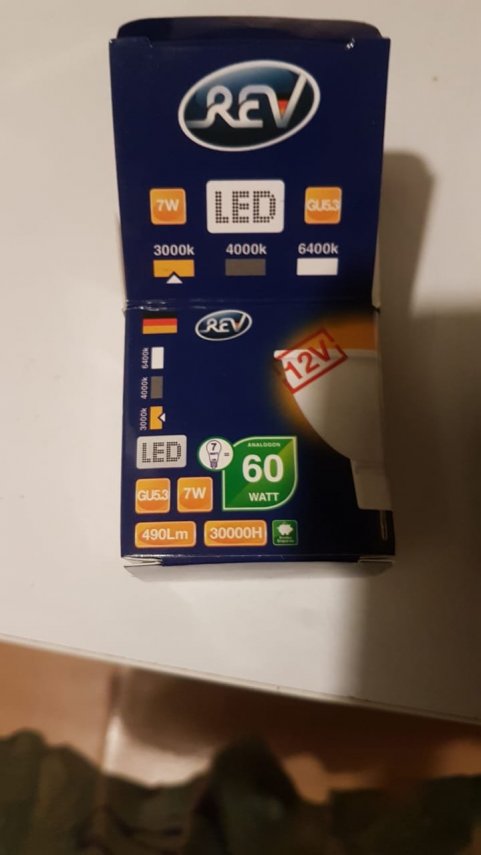 REV
7W LED GU5.3
3000k 4000k 6400k
REV
6400k
4000k
3000k
12V
LED
7 =
ANALOGON
60
WATT
GU5.3 7W
490Lm 30000H